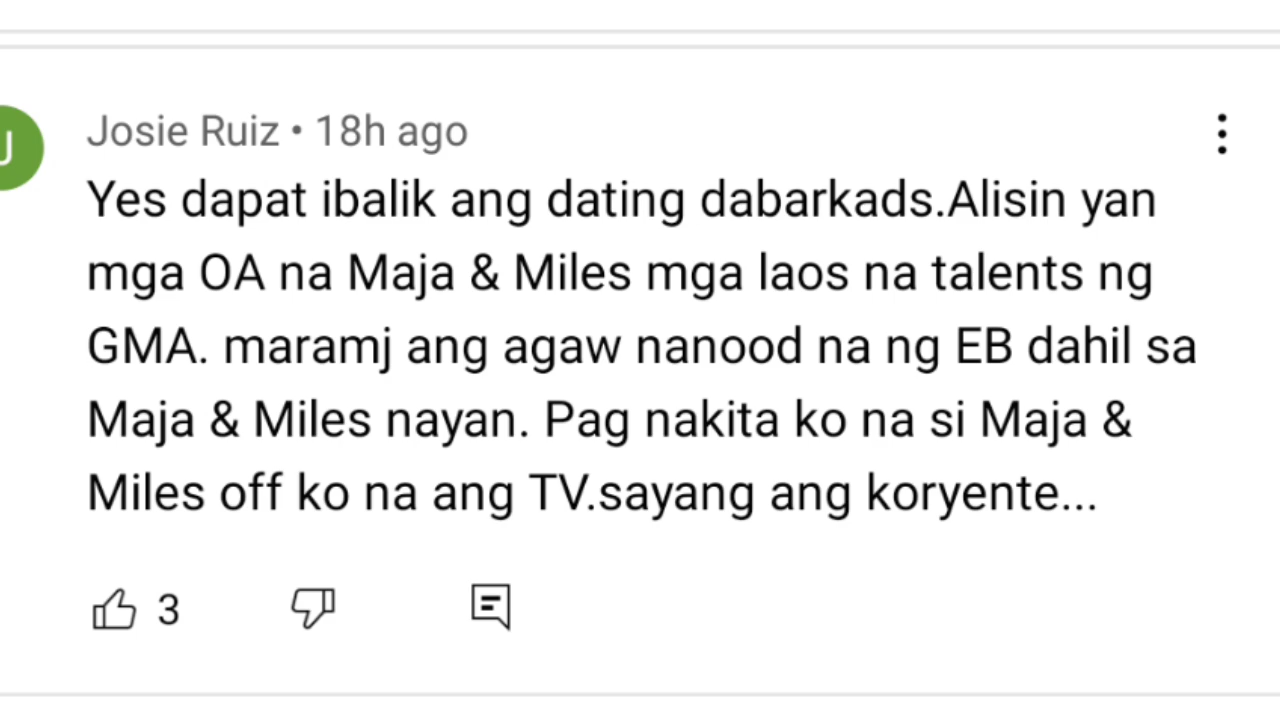 J
Josie Ruiz • 18h ago
Yes dapat ibalik ang dating dabarkads.Alisin yan
mga OA na Maja & Miles mga laos na talents ng
GMA. maramj ang agaw nanood na ng EB dahil sa
Maja & Miles nayan. Pag nakita ko na si Maja &
Miles off ko na ang TV.sayang ang koryente...
3